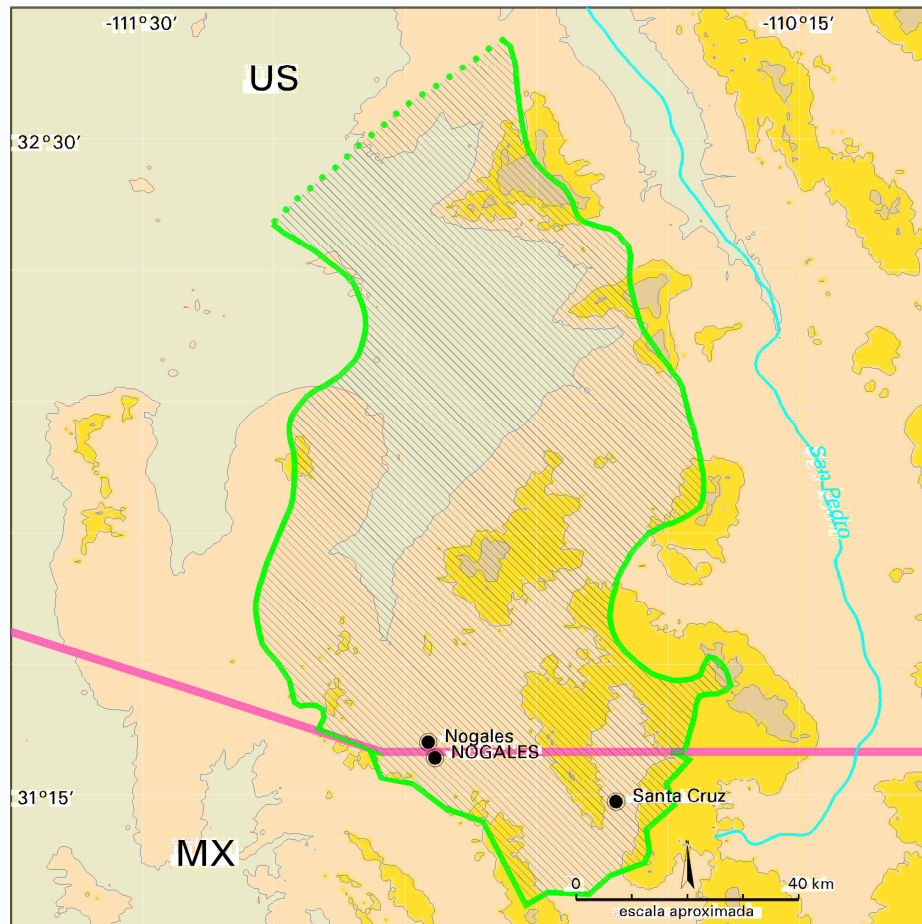 -111°30′
-110°15′
US
32°30′
San Pedro
Nogales
NOGALES
31°15′
Santa Cruz
MX
N
0
40 km
escala aproximada